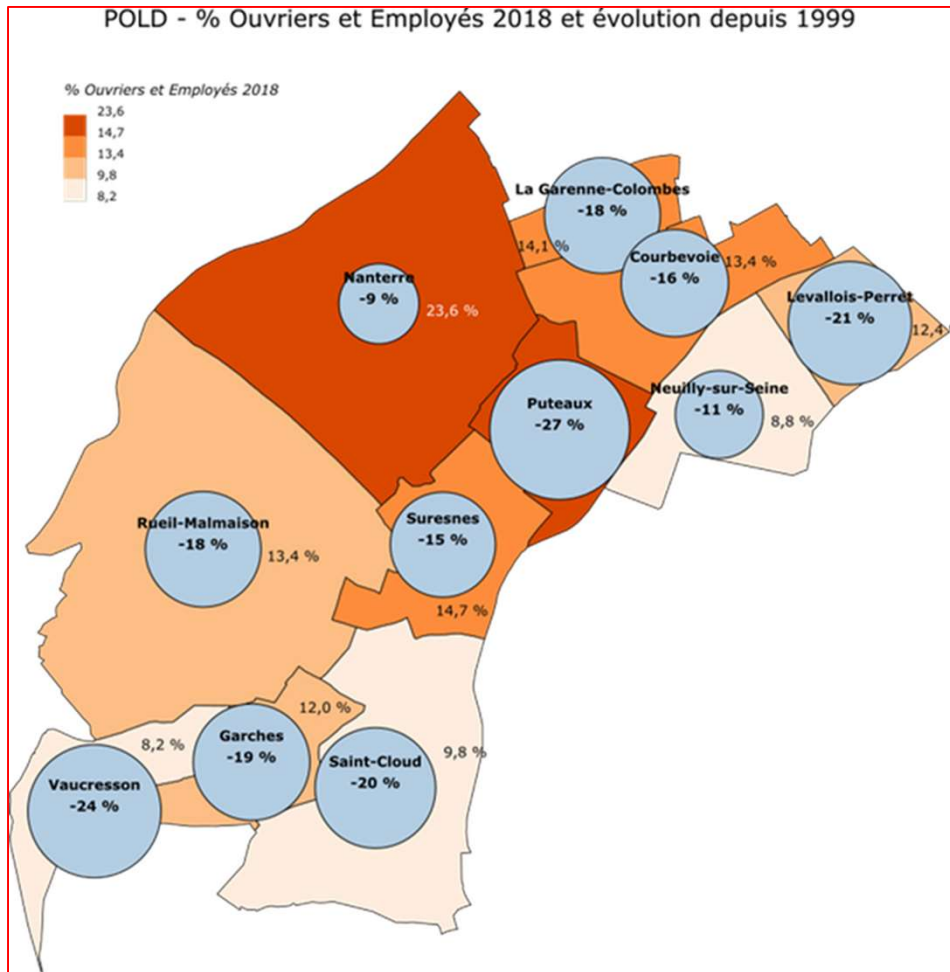 POLD - % Ouvriers et Employés 2018 et évolution depuis 1999
% Ouvriers et Employés 2018
23,6
14,7
13,4
9,8
8,2
La Garenne-Colombes
-18 %
14,1 %
Courbevoie
-16 %
13,4 %
Nanterre
-9 %
23,6 %
Levallois-Perret
-21 %
12,4
Neuilly-sur-Seine
-11 %
8,8 %
Puteaux
-27 %
Rueil-Malmaison
-18 %
13,4 %
Suresnes
-15 %
14,7 %
12,0 %
Garches
-19 %
8,2 %
Saint-Cloud
-20 %
9,8 %
Vaucresson
-24 %